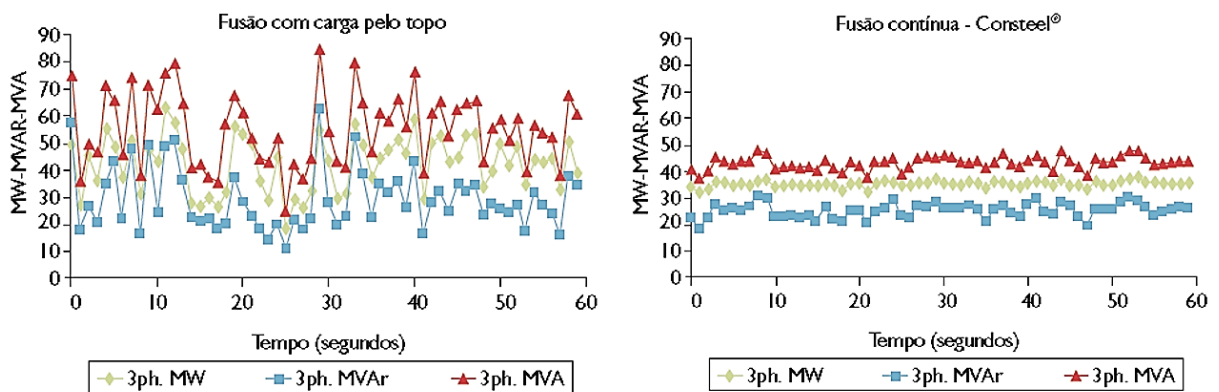 Fusão com carga pelo topo
MW-MVAR-MVA
90
80
70
60
50
40
30
20
10
0
0 10 20 30 40 50 60
Tempo (segundos)
3ph. MW 3ph. MVAr 3ph. MVA
Fusão contínua - Consteel®
MW-MVAR-MVA
90
80
70
60
50
40
30
20
10
0
0 10 20 30 40 50 60
Tempo (segundos)
3ph. MW 3ph. MVAr 3ph. MVA